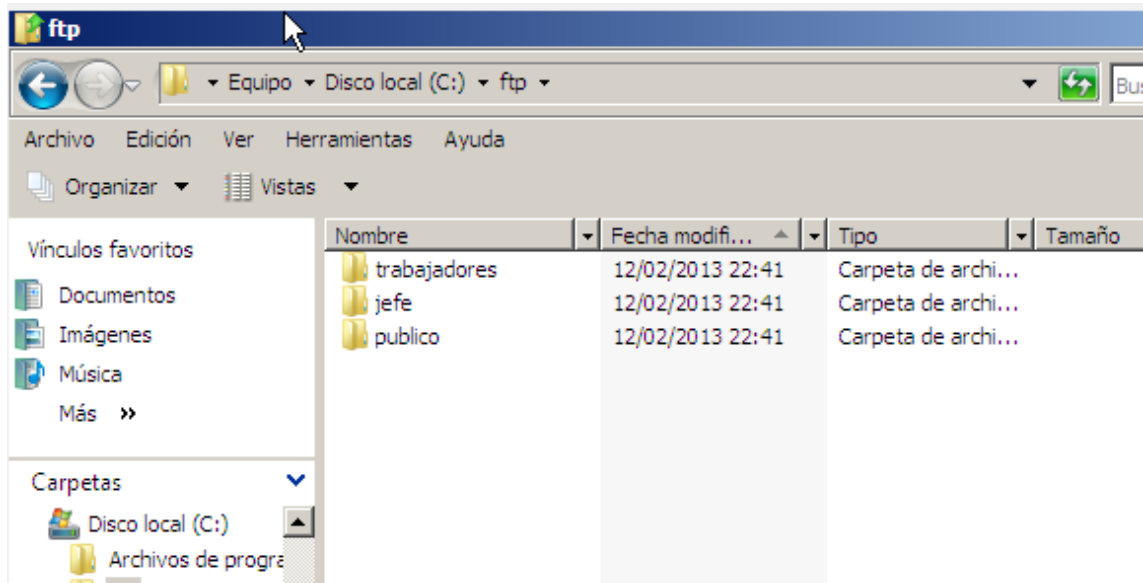 ftp
Equipo Disco local (C:) ftp
Bus
Archivo Edición Ver Herramientas Ayuda
Organizar Vistas
Vínculos favoritos
Documentos
Imágenes
Música
Más »
Carpetas
Disco local (C:)
Archivos de progra
Nombre Fecha modifi... Tipo Tamaño
trabajadores 12/02/2013 22:41 Carpeta de archi...
jefe 12/02/2013 22:41 Carpeta de archi...
publico 12/02/2013 22:41 Carpeta de archi...